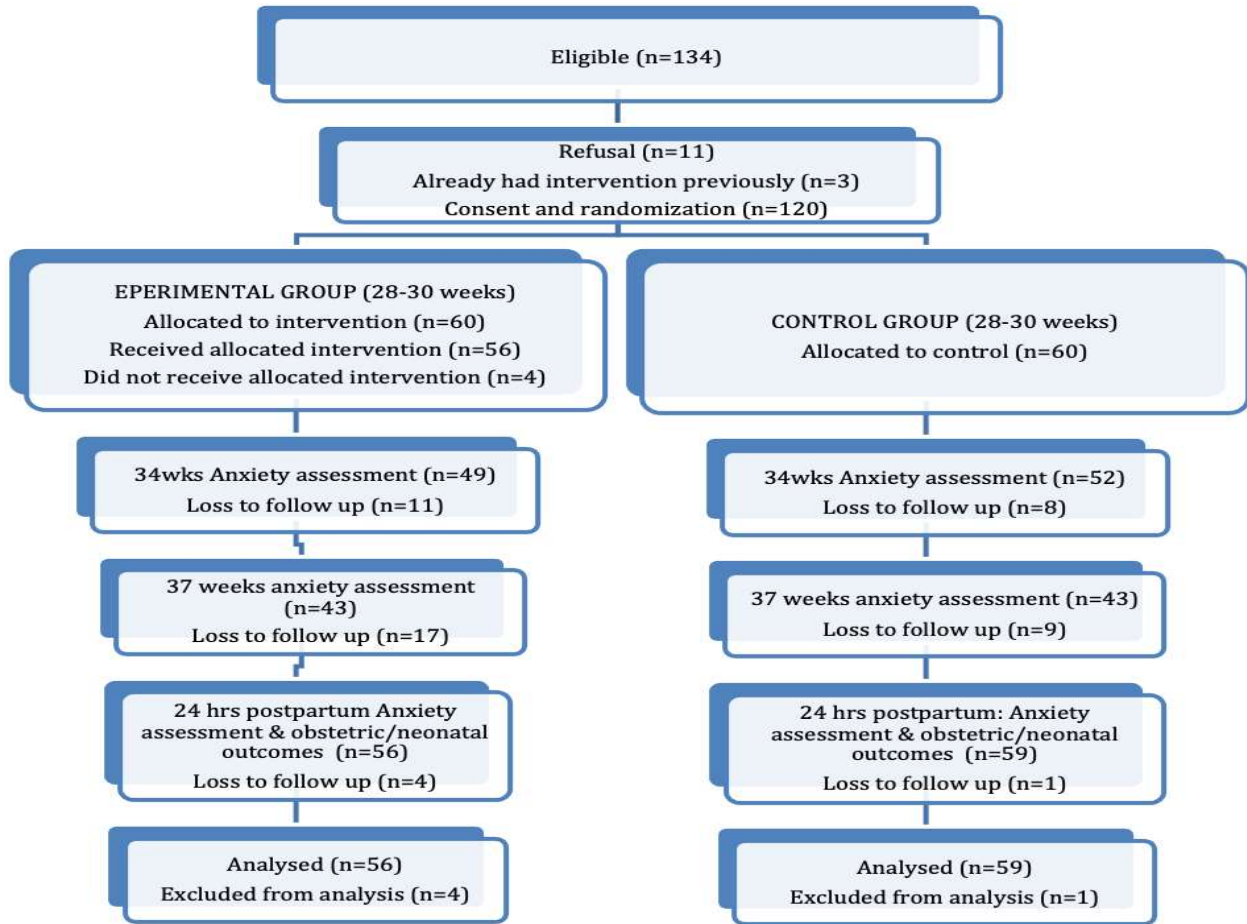 Eligible (n=134)
Refusal (n=11)
Already had intervention previously (n=3)
Consent and randomization (n=120)
EPERIMENTAL GROUP (28-30 weeks)
Allocated to intervention (n=60)
Received allocated intervention (n=56)
Did not receive allocated intervention (n=4)
CONTROL GROUP (28-30 weeks)
Allocated to control (n=60)
34wks Anxiety assessment (n=49)
Loss to follow up (n=11)
34wks Anxiety assessment (n=52)
Loss to follow up (n=8)
37 weeks anxiety assessment
(n=43)
Loss to follow up (n=17)
37 weeks anxiety assessment (n=43)
Loss to follow up (n=9)
24 hrs postpartum Anxiety
assessment & obstetric/neonatal
outcomes (n=56)
Loss to follow up (n=4)
24 hrs postpartum: Anxiety
assessment & obstetric/neonatal
outcomes (n=59)
Loss to follow up (n=1)
Analysed (n=56)
Excluded from analysis (n=4)
Analysed (n=59)
Excluded from analysis (n=1)